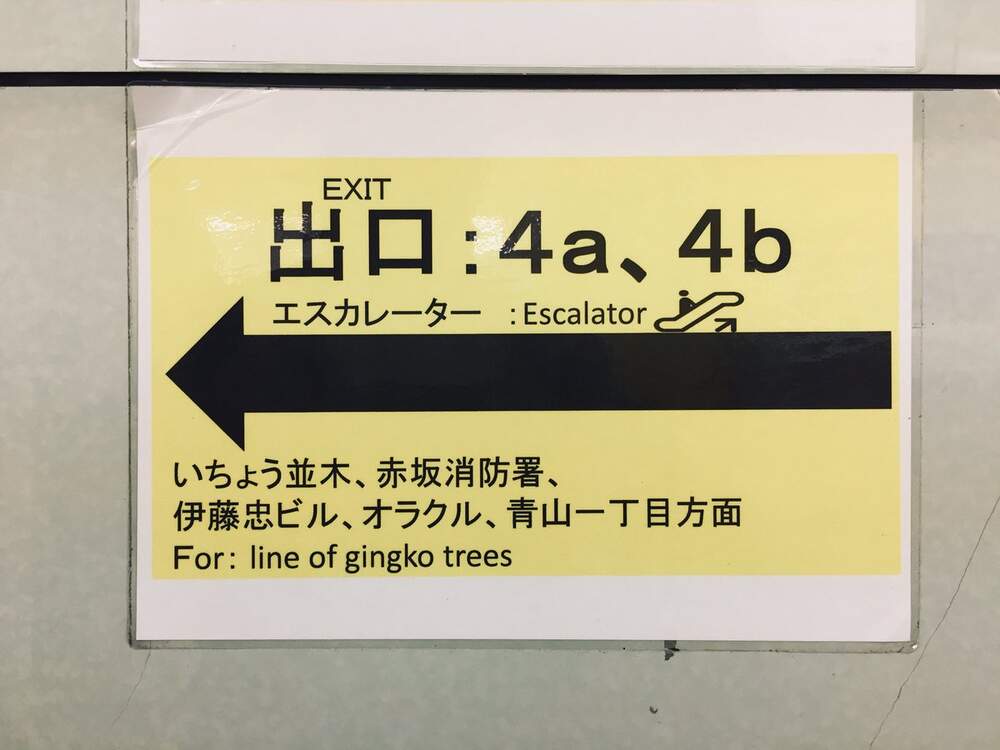 EXIT
出口:4a、4b
エスカレーター :Escalator
いちょう並木、赤坂消防署、
伊藤忠ビル、オラクル、青山一丁目方面
For: line of gingko trees